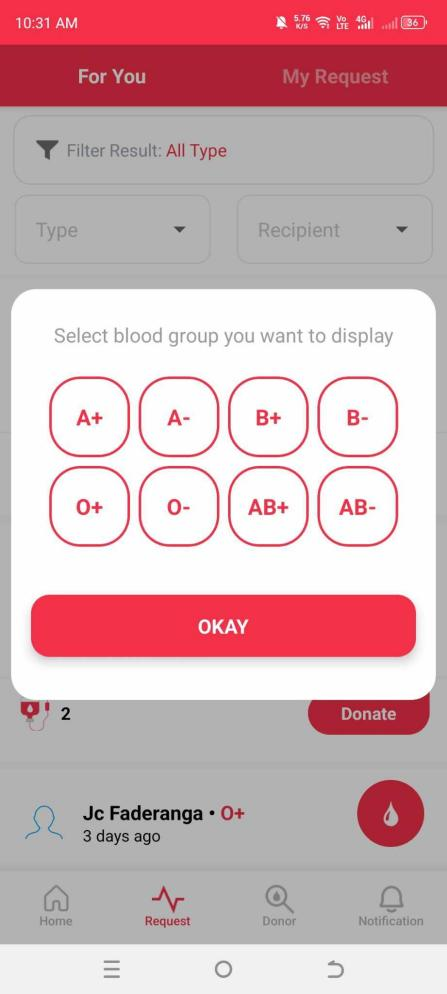 10:31 AM 5.76 K/S Vo LTE 4G 36
For You My Request
Filter Result: All Type
Type Recipient
Select blood group you want to display
A+ A- B+ B-
O+ O- AB+ AB-
OKAY
2 Donate
Jc Faderanga • O+
3 days ago
Home Request Donor Notification